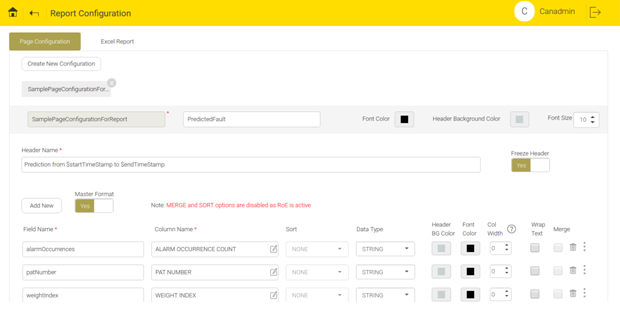 Report Configuration
C Canadmin
Page Configuration Excel Report
Create New Configuration
SamplePageConfigurationFor...
SamplePageConfigurationForReport * PredictedFault Font Color Header Background Color Font Size 10
Header Name * Freeze Header
Prediction from $startTimeStamp to $endTimeStamp Yes
Master Format
Add New Yes Note: MERGE and SORT options are disabled as RoE is active.
Field Name * Column Name * Sort Data Type Header BG Color Font Color Col Width ? Wrap Text Merge
alarmOccurrences ALARM OCCURRENCE COUNT NONE STRING 0
patNumber PAT NUMBER NONE STRING 0
weightIndex WEIGHT INDEX NONE STRING 0